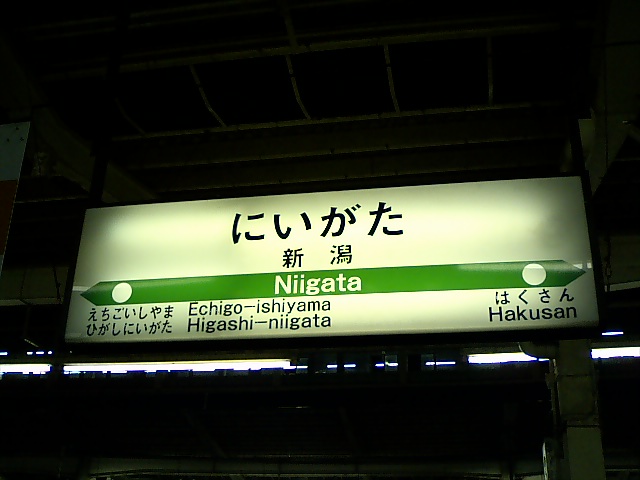 にいがた
新潟
Niigata
えちごいしやま Echigo-ishiyama
ひがしにいがた Higashi-niigata
はくさん
Hakusan